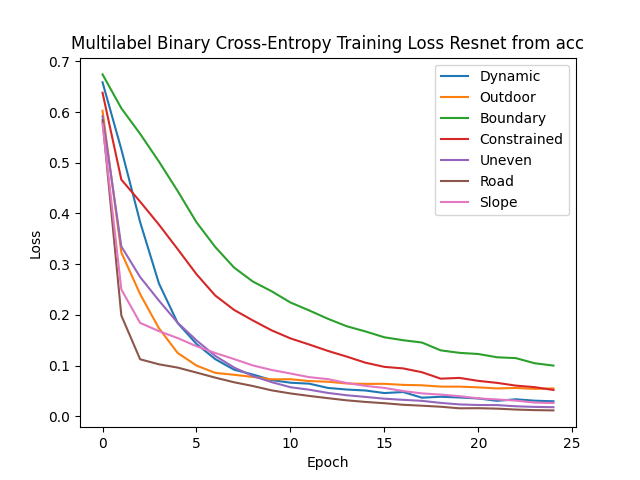 Multilabel Binary Cross-Entropy Training Loss Resnet from acc
0.7
0.6
0.5
0.4
0.3
0.2
0.1
0.0
Loss
Dynamic
Outdoor
Boundary
Constrained
Uneven
Road
Slope
0 5 10 15 20 25
Epoch